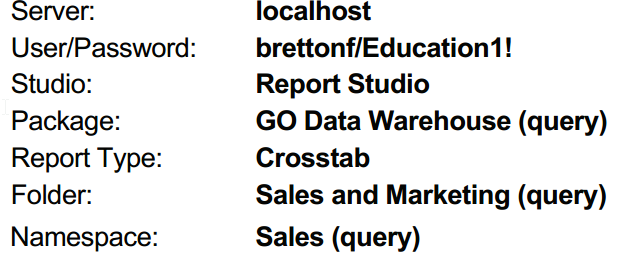 Server: localhost
User/Password: brettonf/Education1!
Studio: Report Studio
Package: GO Data Warehouse (query)
Report Type: Crosstab
Folder: Sales and Marketing (query)
Namespace: Sales (query)